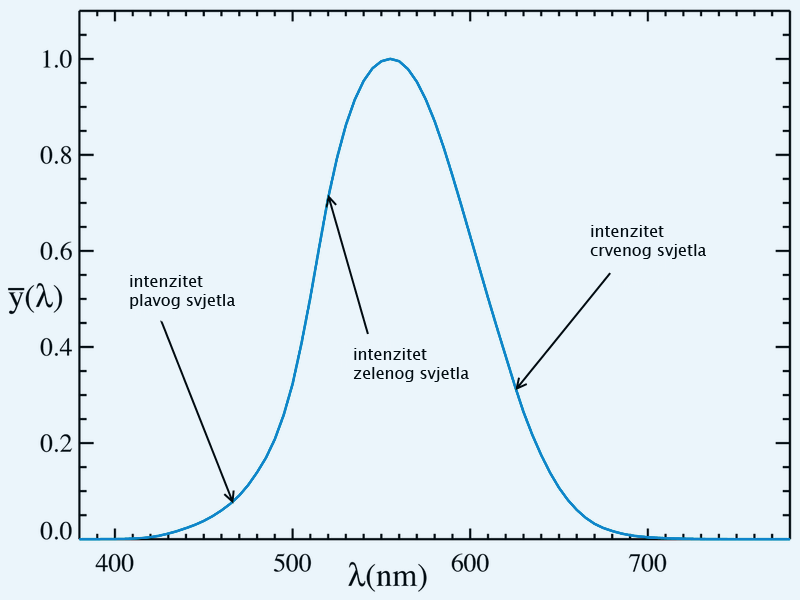 1.0
0.8
0.6
0.4
0.2
0.0
y̅(λ)
intenzitet
plavog svjetla
intenzitet
zelenog svjetla
intenzitet
crvenog svjetla
400 500 600 700
λ(nm)